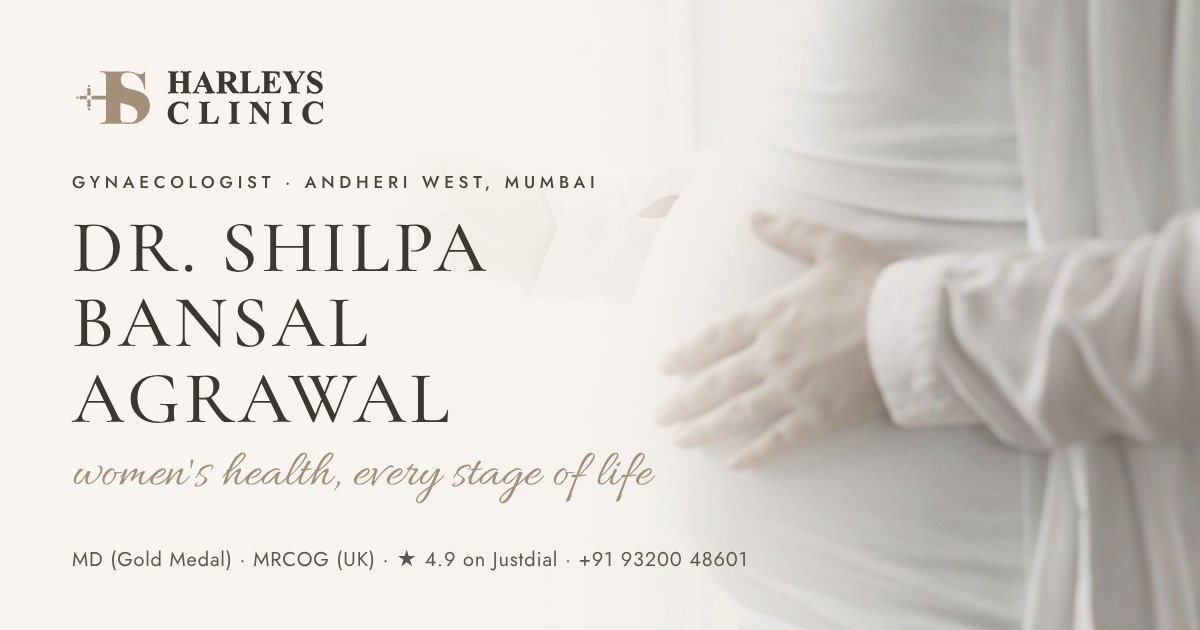 HARLEYS
CLINIC
GYNAECOLOGIST · ANDHERI WEST, MUMBAI
DR. SHILPA
BANSAL
AGRAWAL
women's health, every stage of life
MD (Gold Medal) · MRCOG (UK) · ★ 4.9 on Justdial · +91 93200 48601